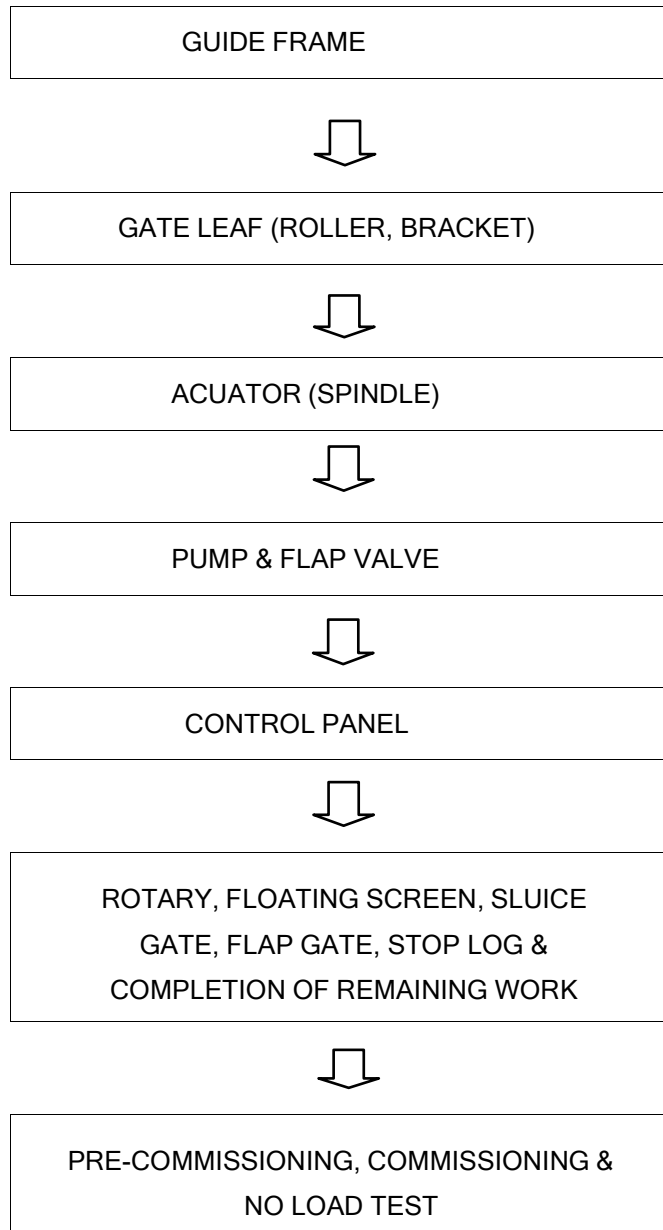 GUIDE FRAME
GATE LEAF (ROLLER, BRACKET)
ACUATOR (SPINDLE)
PUMP & FLAP VALVE
CONTROL PANEL
ROTARY, FLOATING SCREEN, SLUICE
GATE, FLAP GATE, STOP LOG &
COMPLETION OF REMAINING WORK
PRE-COMMISSIONING, COMMISSIONING &
NO LOAD TEST